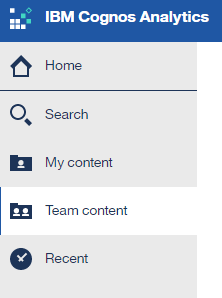 IBM Cognos Analytics
Home
Search
My content
Team content
Recent